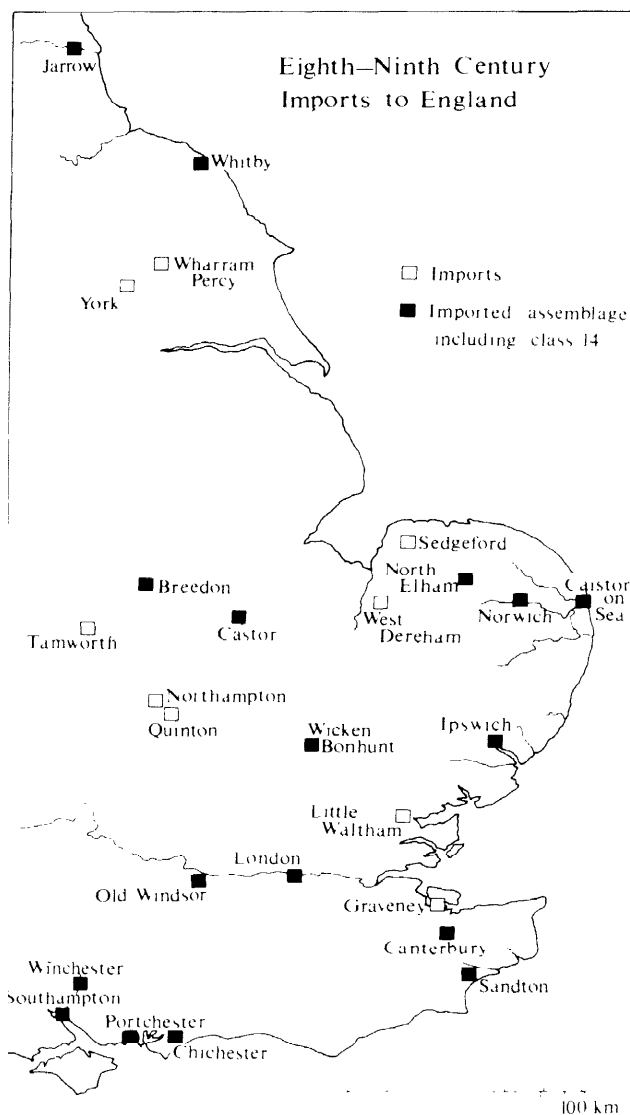 Eighth–Ninth Century
Imports to England
Jarrow
Whitby
Wharram
Percy
York
Imports
Imported assemblage
including class 14
Sedgeford
North
Elham
Breedon
Caistor
on
Sea
West
Dereham
Norwich
Castor
Tamworth
Northampton
Quinton
Wicken
Bonhunt
Ipswich
Little
Waltham
London
Old Windsor
Graveney
Canterbury
Winchester
Sandton
Southampton
Portchester
Chichester
100 km